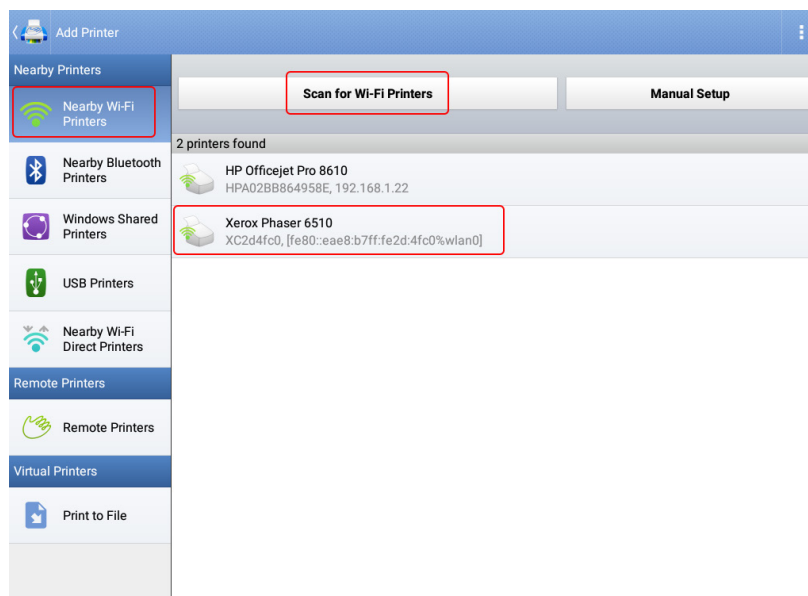 Add Printer
Nearby Printers
Nearby Wi-Fi
Printers
Nearby Bluetooth
Printers
Windows Shared
Printers
USB Printers
Nearby Wi-Fi
Direct Printers
Remote Printers
Remote Printers
Virtual Printers
Print to File
Scan for Wi-Fi Printers
Manual Setup
2 printers found
HP Officejet Pro 8610
HPA02BB864958E, 192.168.1.22
Xerox Phaser 6510
XC2d4fc0, [fe80::eae8:b7ff:fe2d:4fc0%wlan0]